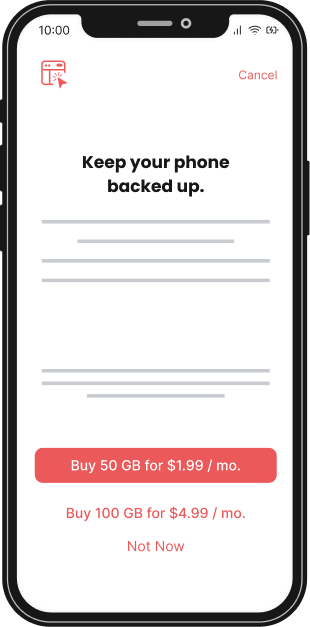 10:00
Cancel
Keep your phone
backed up.
Buy 50 GB for $1.99 / mo.
Buy 100 GB for $4.99 / mo.
Not Now